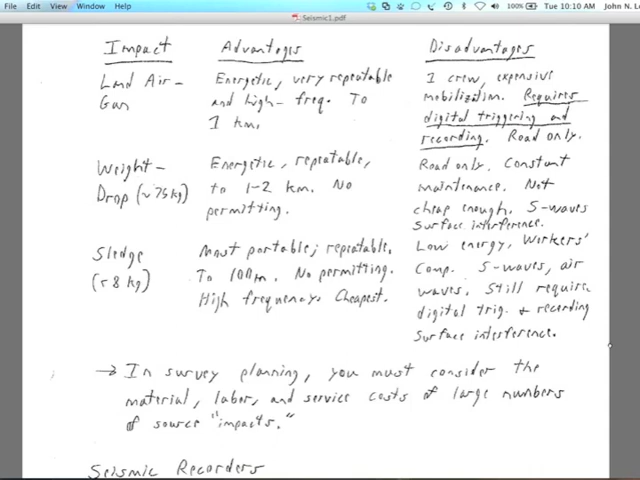 File Edit View Window Help
100% Tue 10:10 AM John N. Lo
Seismic1.pdf
Impact Advantages Disadvantages
Land Air-Gun
Energetic, very repeatable
and high-freq. To
1 km.
1 crew, expensive
mobilization. Requires
digital triggering and
recording. Road only.
Weight-
Drop (~75kg)
Energetic, repeatable,
to 1-2 km. No
permitting.
Road only. Constant
maintenance. Not
cheap enough. S-waves
Surface interference.
Sledge
(~8 kg)
Most portable; repeatable.
To 100m. No permitting.
High frequency. Cheapest.
Low energy, Workers'
Comp. S-waves, air
waves. Still require
digital trig. + recording
Surface interference.
→ In survey planning, you must consider the
material, labor, and service costs of large numbers
of source "impacts."
Seismic Recorders